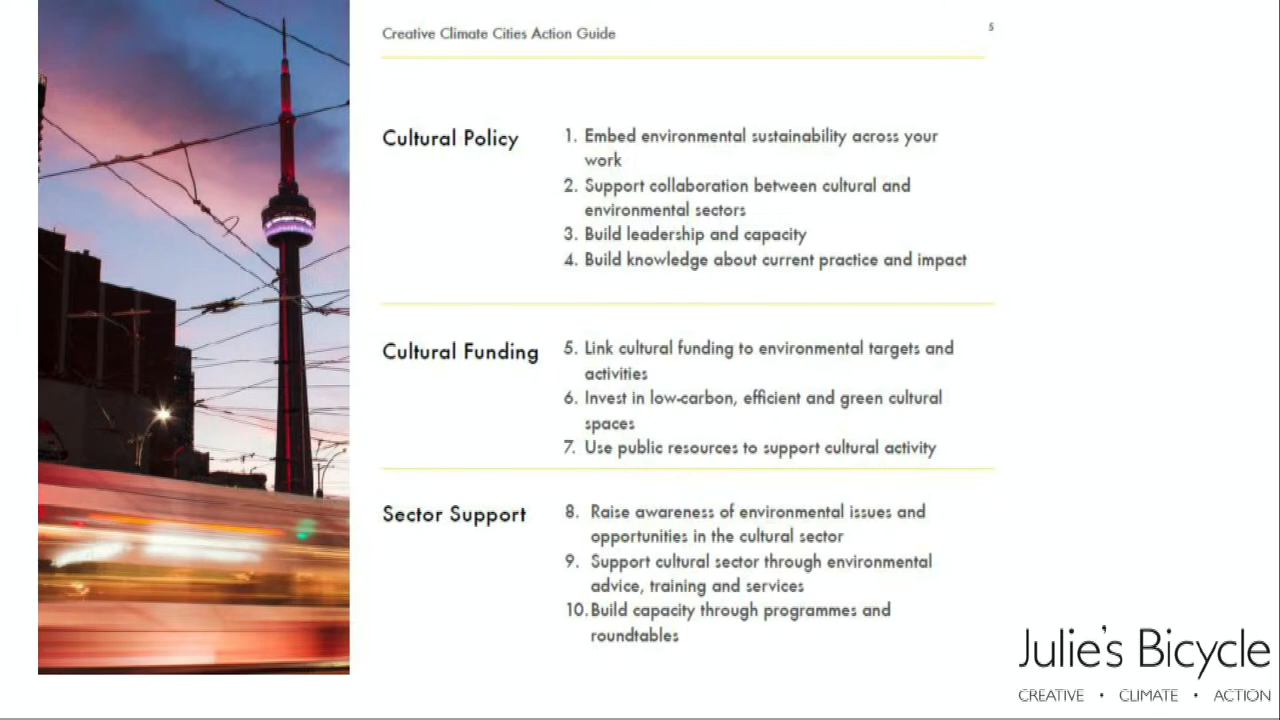 Creative Climate Cities Action Guide
5
Cultural Policy
1. Embed environmental sustainability across your
work
2. Support collaboration between cultural and
environmental sectors
3. Build leadership and capacity
4. Build knowledge about current practice and impact
Cultural Funding
5. Link cultural funding to environmental targets and
activities
6. Invest in low-carbon, efficient and green cultural
spaces
7. Use public resources to support cultural activity
Sector Support
8. Raise awareness of environmental issues and
opportunities in the cultural sector
9. Support cultural sector through environmental
advice, training and services
10. Build capacity through programmes and
roundtables
Julie's Bicycle
CREATIVE • CLIMATE • ACTION